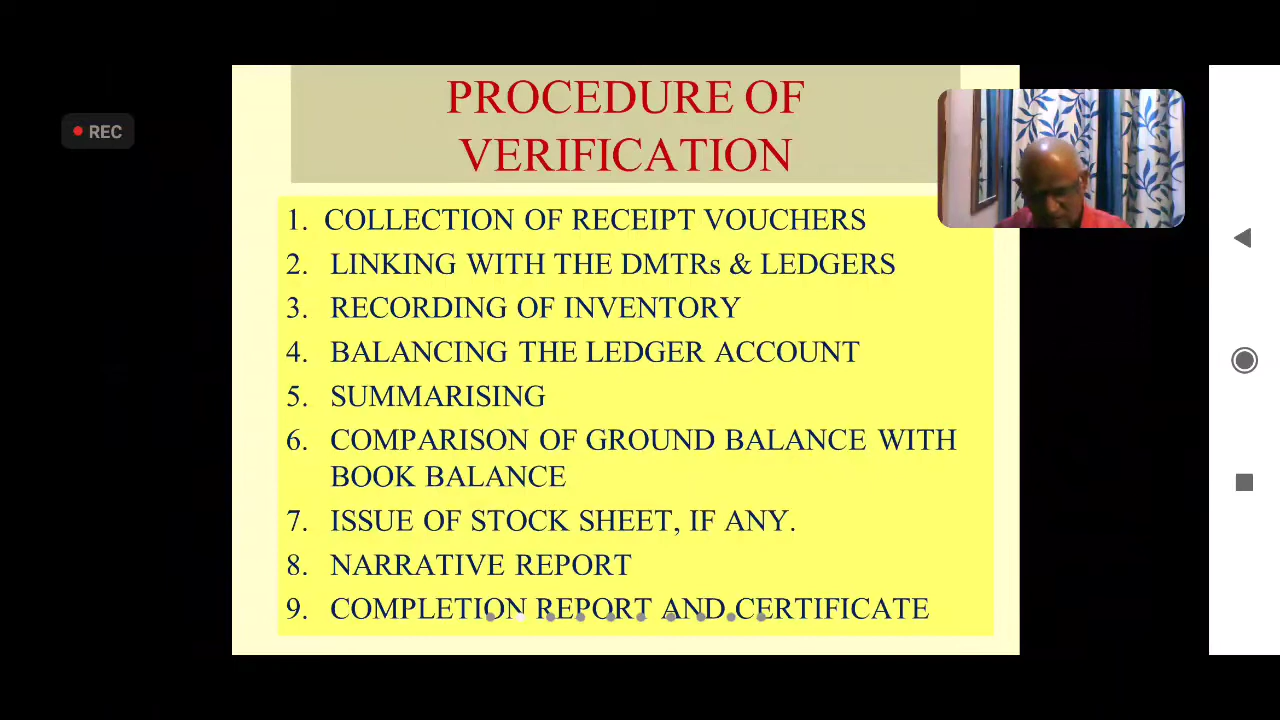 REC
PROCEDURE OF
VERIFICATION
1. COLLECTION OF RECEIPT VOUCHERS
2. LINKING WITH THE DMTRs & LEDGERS
3. RECORDING OF INVENTORY
4. BALANCING THE LEDGER ACCOUNT
5. SUMMARISING
6. COMPARISON OF GROUND BALANCE WITH
BOOK BALANCE
7. ISSUE OF STOCK SHEET, IF ANY.
8. NARRATIVE REPORT
9. COMPLETION REPORT AND CERTIFICATE